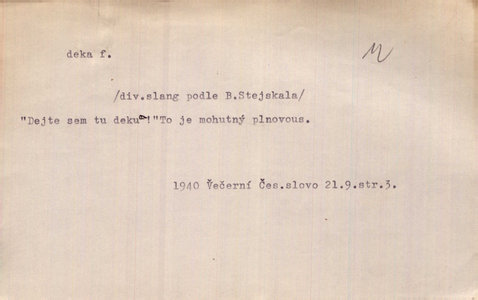 deka f.
/div.slang podle B.Stejskala/
"Dejte sem tu deku!"To je mohutný plnovous.
1940 Večerní Čes.slovo 21.9.str.3.